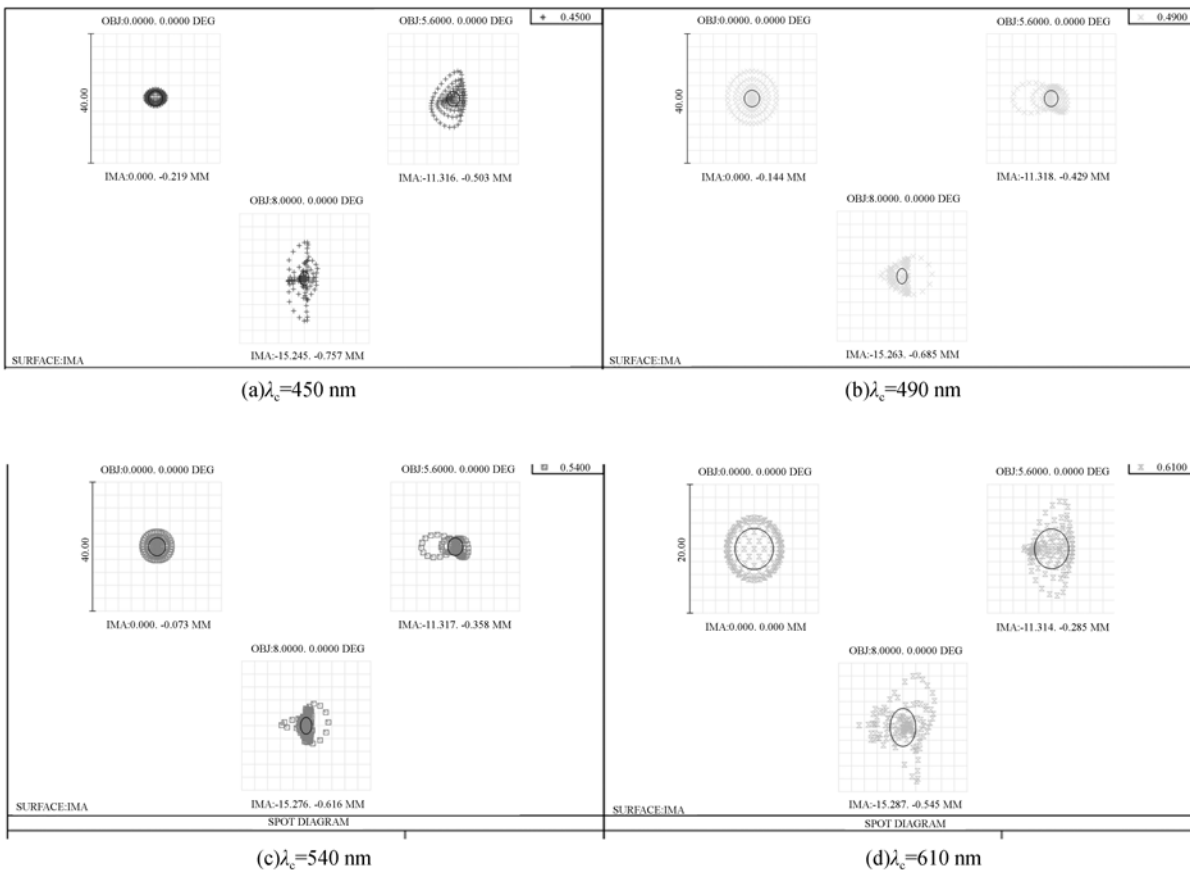 OBJ:0.0000. 0.0000 DEG
OBJ:5.6000. 0.0000 DEG
0.4500
40.00
IMA:0.000. -0.219 MM
IMA:-11.316. -0.503 MM
OBJ:8.0000. 0.0000 DEG
IMA:-15.245. -0.757 MM
SURFACE:IMA
(a)λc=450 nm
OBJ:0.0000. 0.0000 DEG
OBJ:5.6000. 0.0000 DEG
0.4900
40.00
IMA:0.000. -0.144 MM
IMA:-11.318. -0.429 MM
OBJ:8.0000. 0.0000 DEG
IMA:-15.263. -0.685 MM
SURFACE:IMA
(b)λc=490 nm
OBJ:0.0000. 0.0000 DEG
OBJ:5.6000. 0.0000 DEG
0.5400
40.00
IMA:0.000. -0.073 MM
IMA:-11.317. -0.358 MM
OBJ:8.0000. 0.0000 DEG
IMA:-15.276. -0.616 MM
SURFACE:IMA
SPOT DIAGRAM
(c)λc=540 nm
OBJ:0.0000. 0.0000 DEG
OBJ:5.6000. 0.0000 DEG
0.6100
20.00
IMA:0.000. 0.000 MM
IMA:-11.314. -0.285 MM
OBJ:8.0000. 0.0000 DEG
IMA:-15.287. -0.545 MM
SURFACE:IMA
SPOT DIAGRAM
(d)λc=610 nm